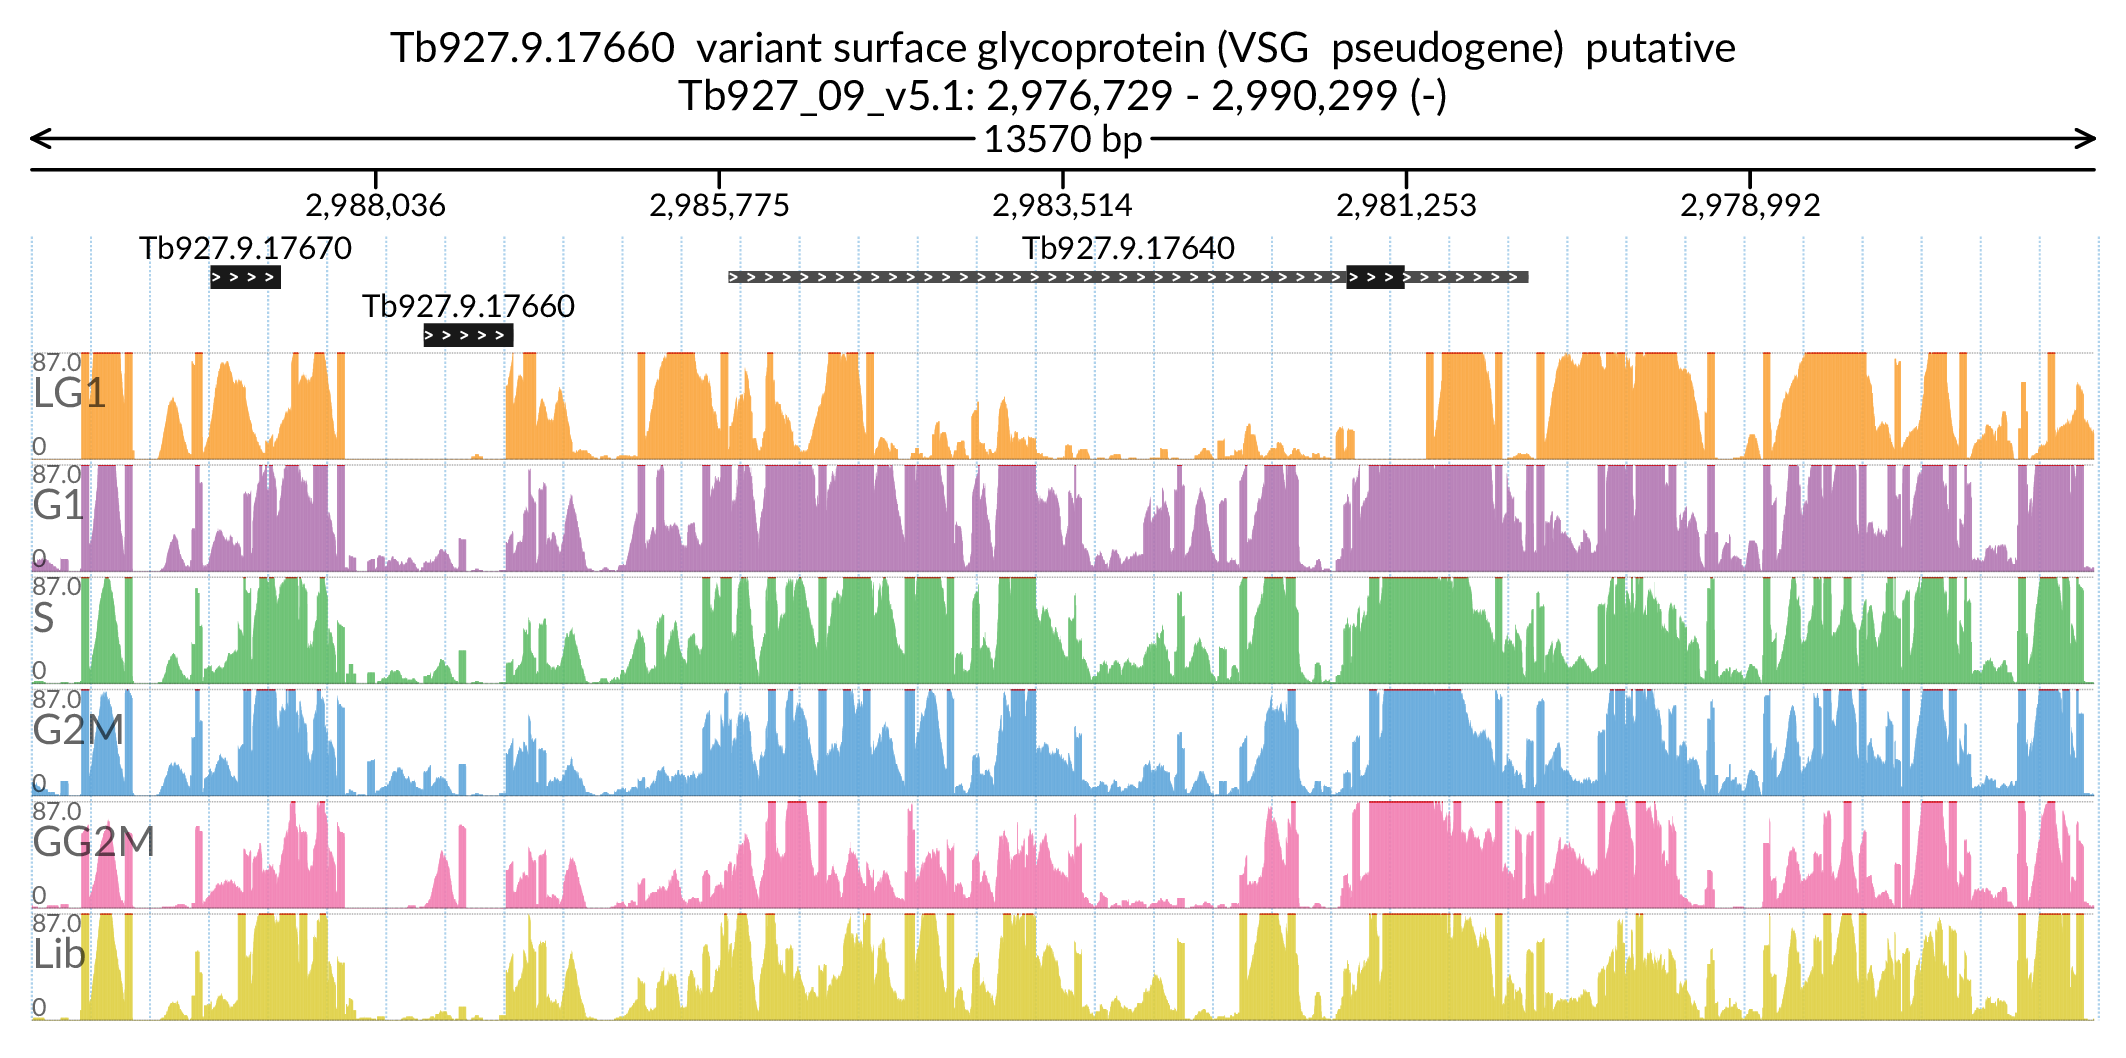 Tb927.9.17660 variant surface glycoprotein (VSG pseudogene) putative
Tb927_09_v5.1: 2,976,729 - 2,990,299 (-)
13570 bp
2,988,036 2,985,775 2,983,514 2,981,253 2,978,992
Tb927.9.17670 Tb927.9.17640
> > > > > > > > > > > > > > > > > > > > > > > > > > > > > > > > > > > > > > > > > > > > > > > >
Tb927.9.17660
> > > > >
87.0
LG1
0
87.0
G1
0
87.0
S
0
87.0
G2M
0
87.0
GG2M
0
87.0
Lib
0